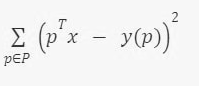 ∑_{p∈P} (p^T x − y(p))^2